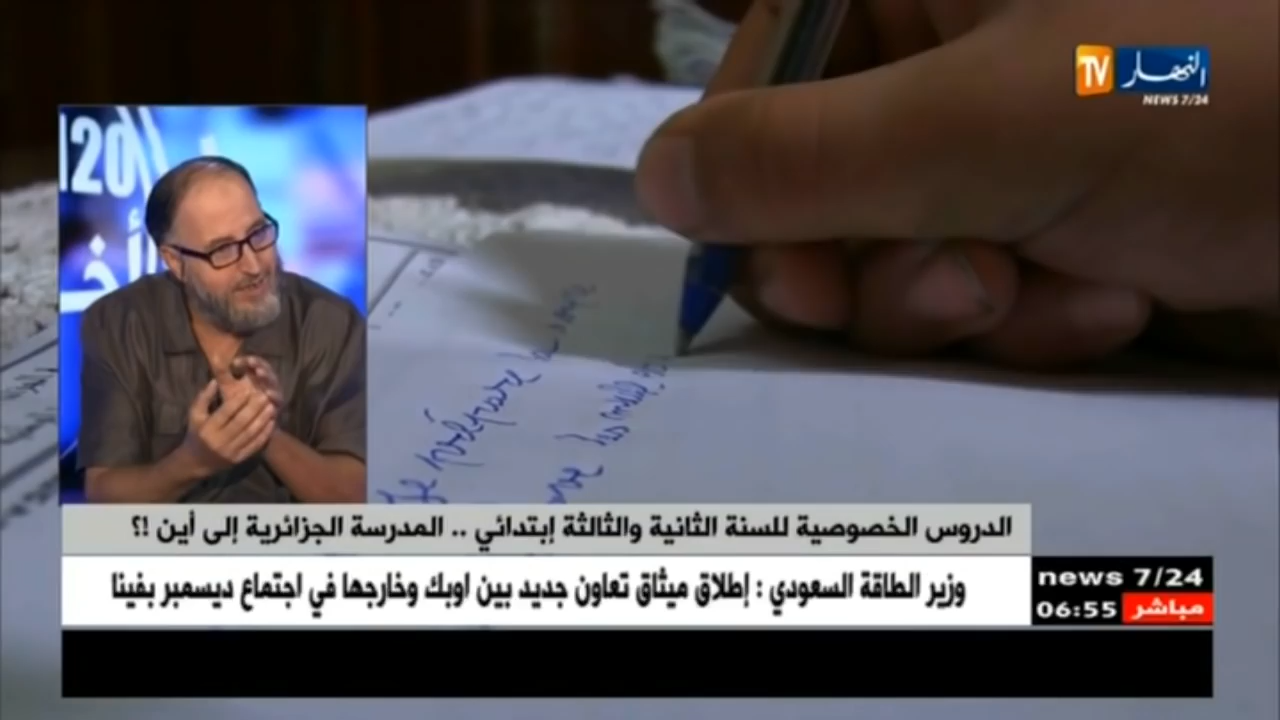 TV النهار
NEWS 7/24
120
الدروس الخصوصية للسنة الثانية والثالثة إبتدائي .. المدرسة الجزائرية إلى أين !؟
وزير الطاقة السعودي : إطلاق ميثاق تعاون جديد بين اوبك وخارجها في اجتماع ديسمبر بفينا
news 7/24
06:55 مباشر